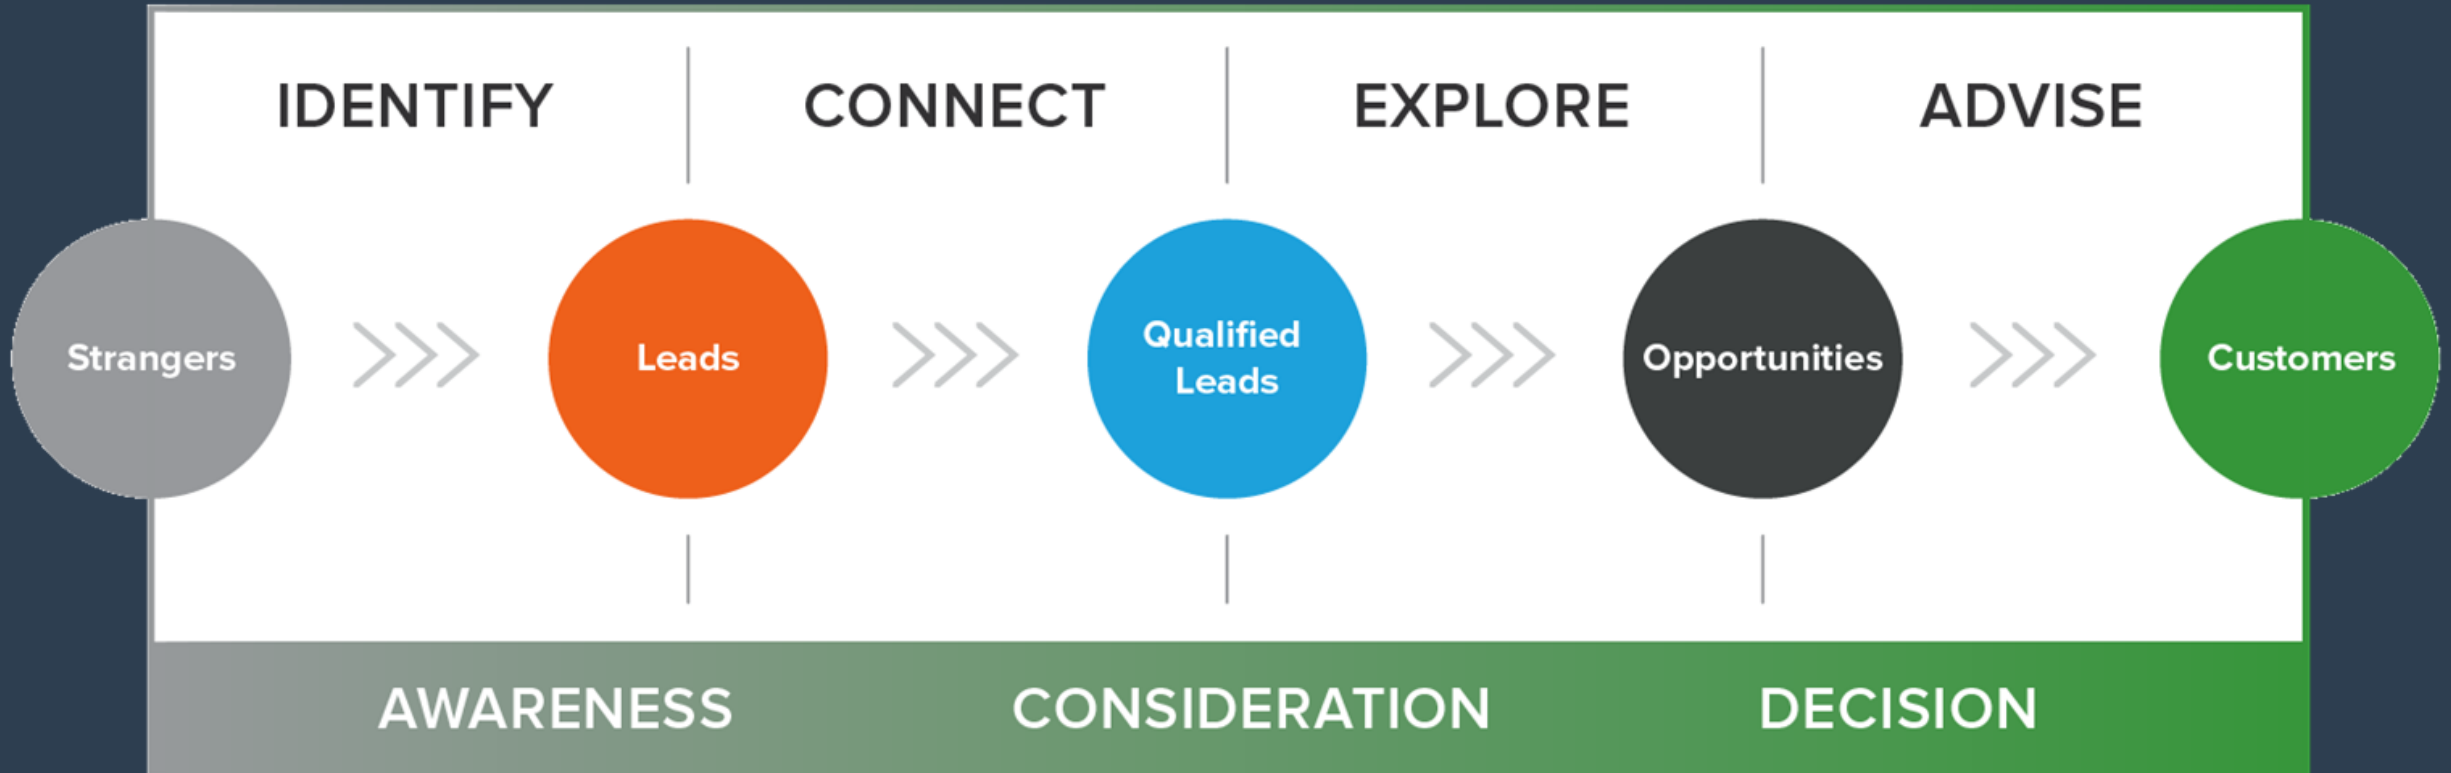 IDENTIFY
CONNECT
EXPLORE
ADVISE
Strangers
Leads
Qualified
Leads
Opportunities
Customers
AWARENESS
CONSIDERATION
DECISION